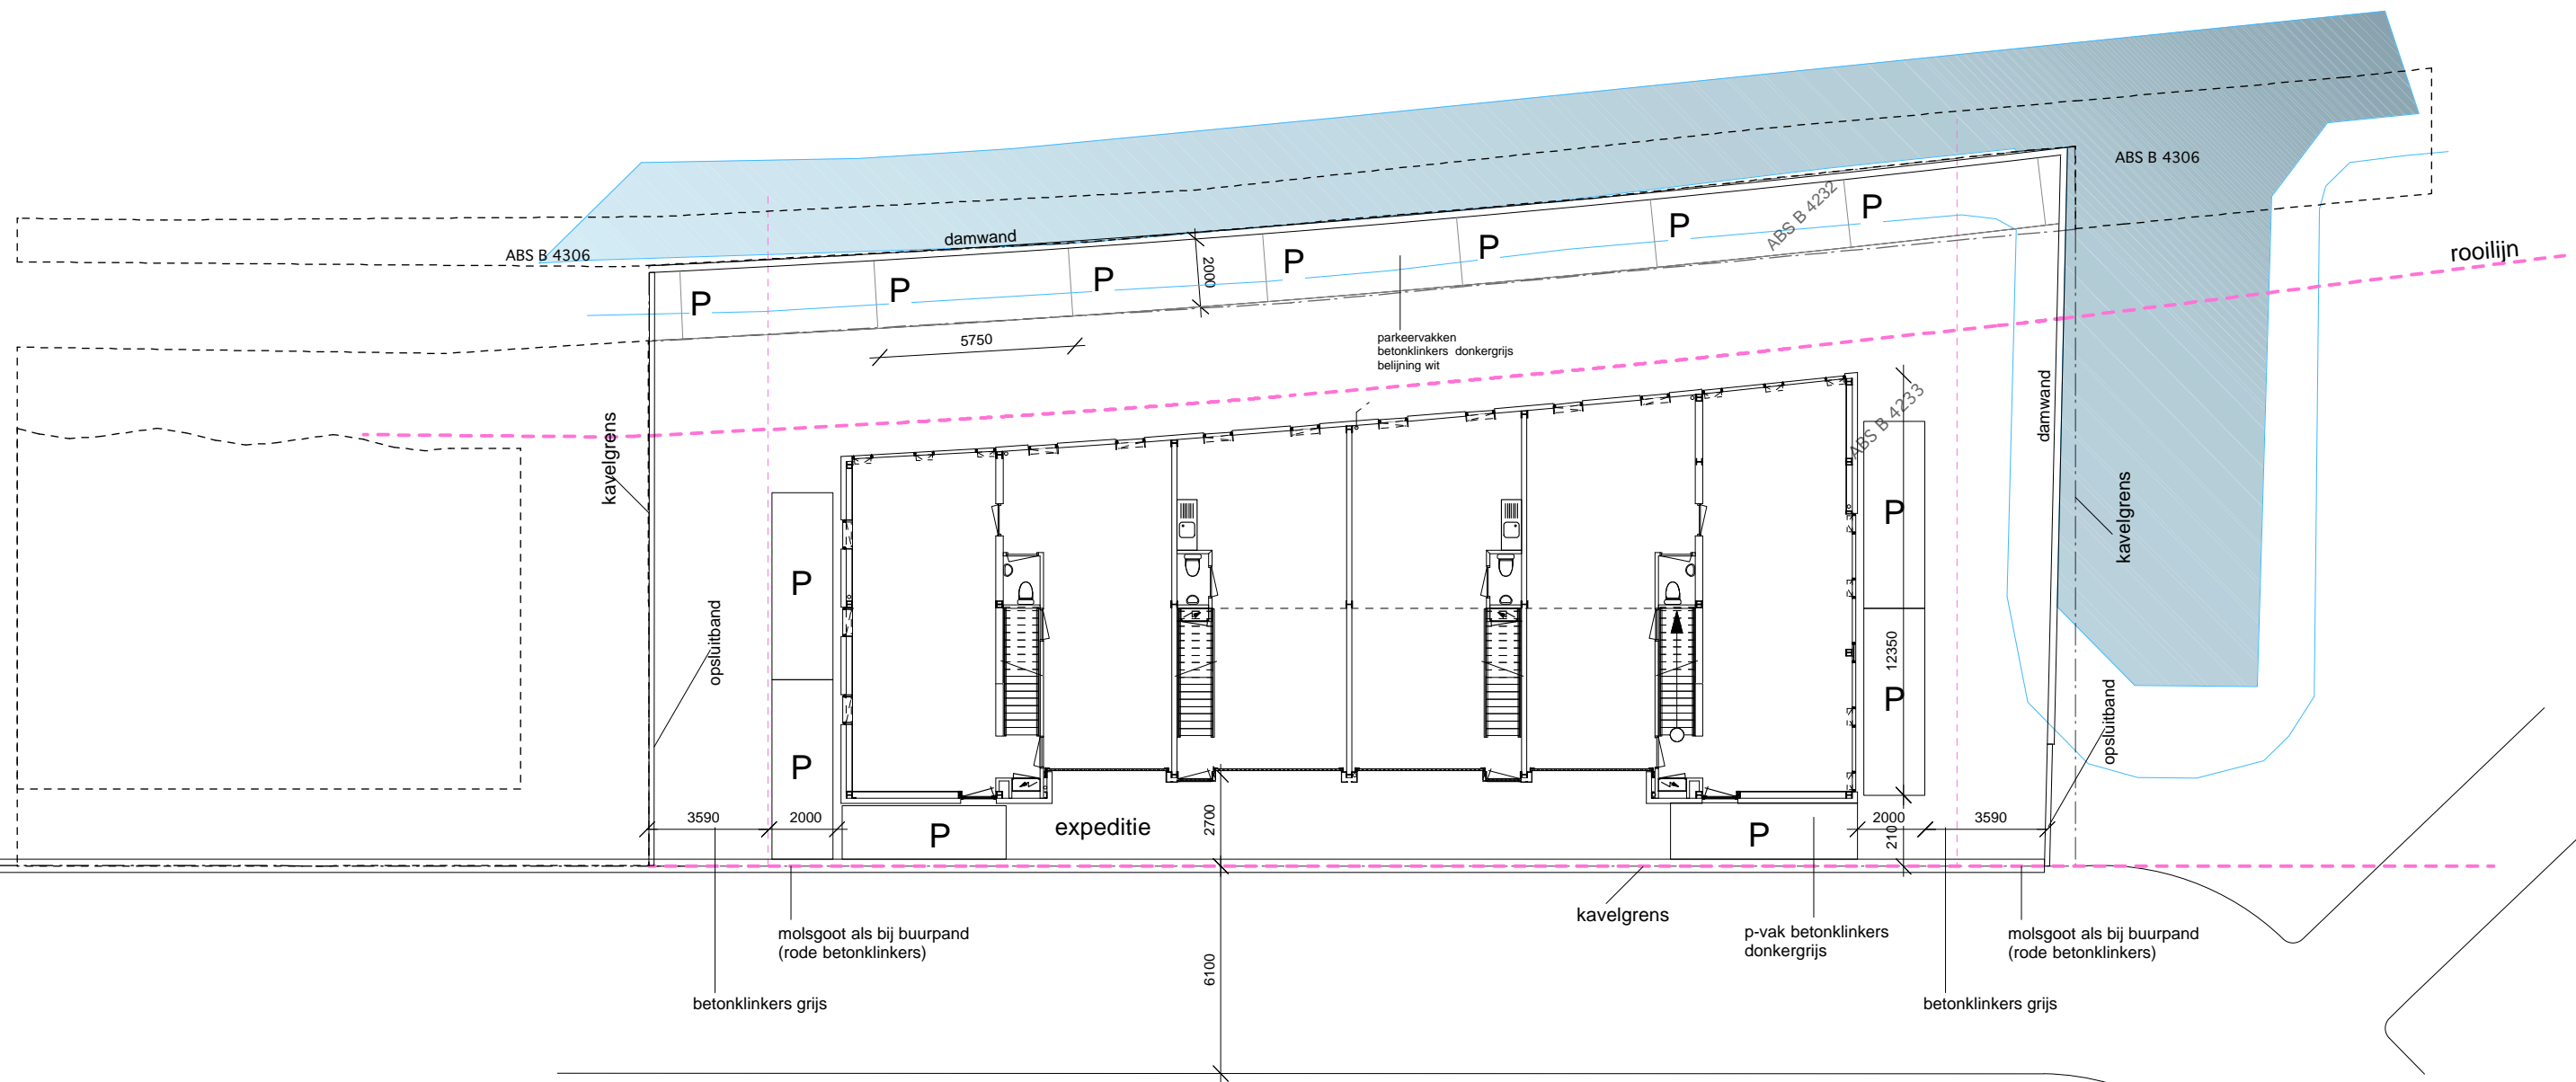 ABS B 4306
ABS B 4306
damwand
ABS B 4232
rooilijn
P
P
P
P
P
P
P
2000
5750
parkeervakken
betonklinkers donkergrijs
belijning wit
ABS B 4233
damwand
kavelgrens
kavelgrens
opsluitband
opsluitband
P
P
P
P
12350
3590
2000
P
expeditie
2700
P
2000
210
3590
kavelgrens
molsgoot als bij buurpand
(rode betonklinkers)
p-vak betonklinkers
donkergrijs
molsgoot als bij buurpand
(rode betonklinkers)
6100
betonklinkers grijs
betonklinkers grijs